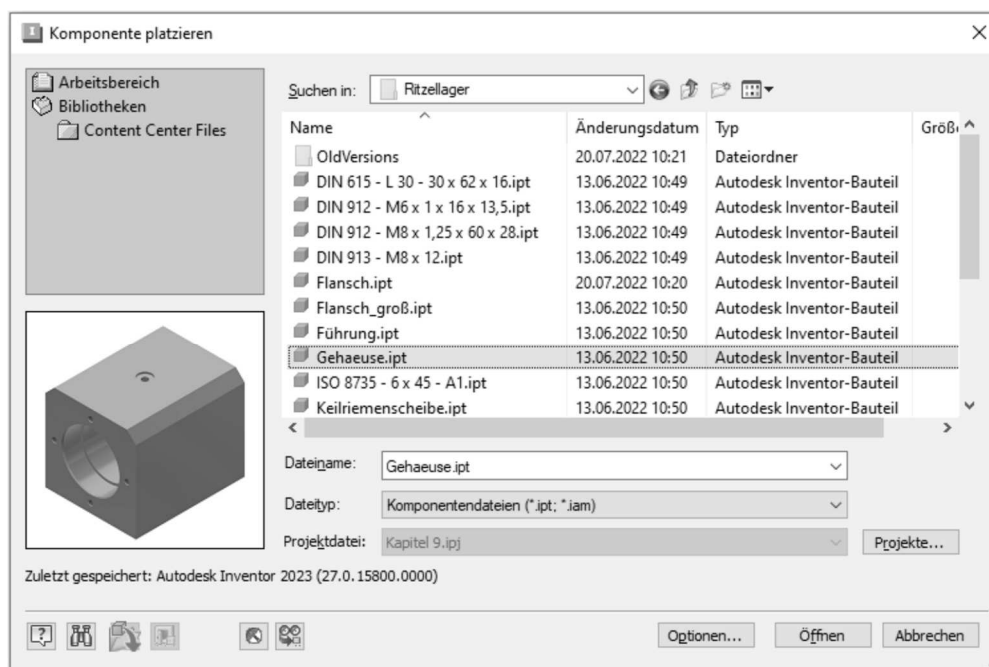 Komponente platzieren
Arbeitsbereich
Bibliotheken
Content Center Files
Suchen in: Ritzellager
Name Änderungsdatum Typ Größ
OldVersions 20.07.2022 10:21 Dateiordner
DIN 615 - L 30 - 30 x 62 x 16.ipt 13.06.2022 10:49 Autodesk Inventor-Bauteil
DIN 912 - M6 x 1 x 16 x 13,5.ipt 13.06.2022 10:49 Autodesk Inventor-Bauteil
DIN 912 - M8 x 1,25 x 60 x 28.ipt 13.06.2022 10:49 Autodesk Inventor-Bauteil
DIN 913 - M8 x 12.ipt 13.06.2022 10:49 Autodesk Inventor-Bauteil
Flansch.ipt 20.07.2022 10:20 Autodesk Inventor-Bauteil
Flansch_groß.ipt 13.06.2022 10:50 Autodesk Inventor-Bauteil
Führung.ipt 13.06.2022 10:50 Autodesk Inventor-Bauteil
Gehaeuse.ipt 13.06.2022 10:50 Autodesk Inventor-Bauteil
ISO 8735 - 6 x 45 - A1.ipt 13.06.2022 10:50 Autodesk Inventor-Bauteil
Keilriemenscheibe.ipt 13.06.2022 10:50 Autodesk Inventor-Bauteil
Dateiname: Gehaeuse.ipt
Dateityp: Komponentendateien (*.ipt; *.iam)
Projektdatei: Kapitel 9.ipj Projekte...
Zuletzt gespeichert: Autodesk Inventor 2023 (27.0.15800.0000)
Optionen... Öffnen Abbrechen